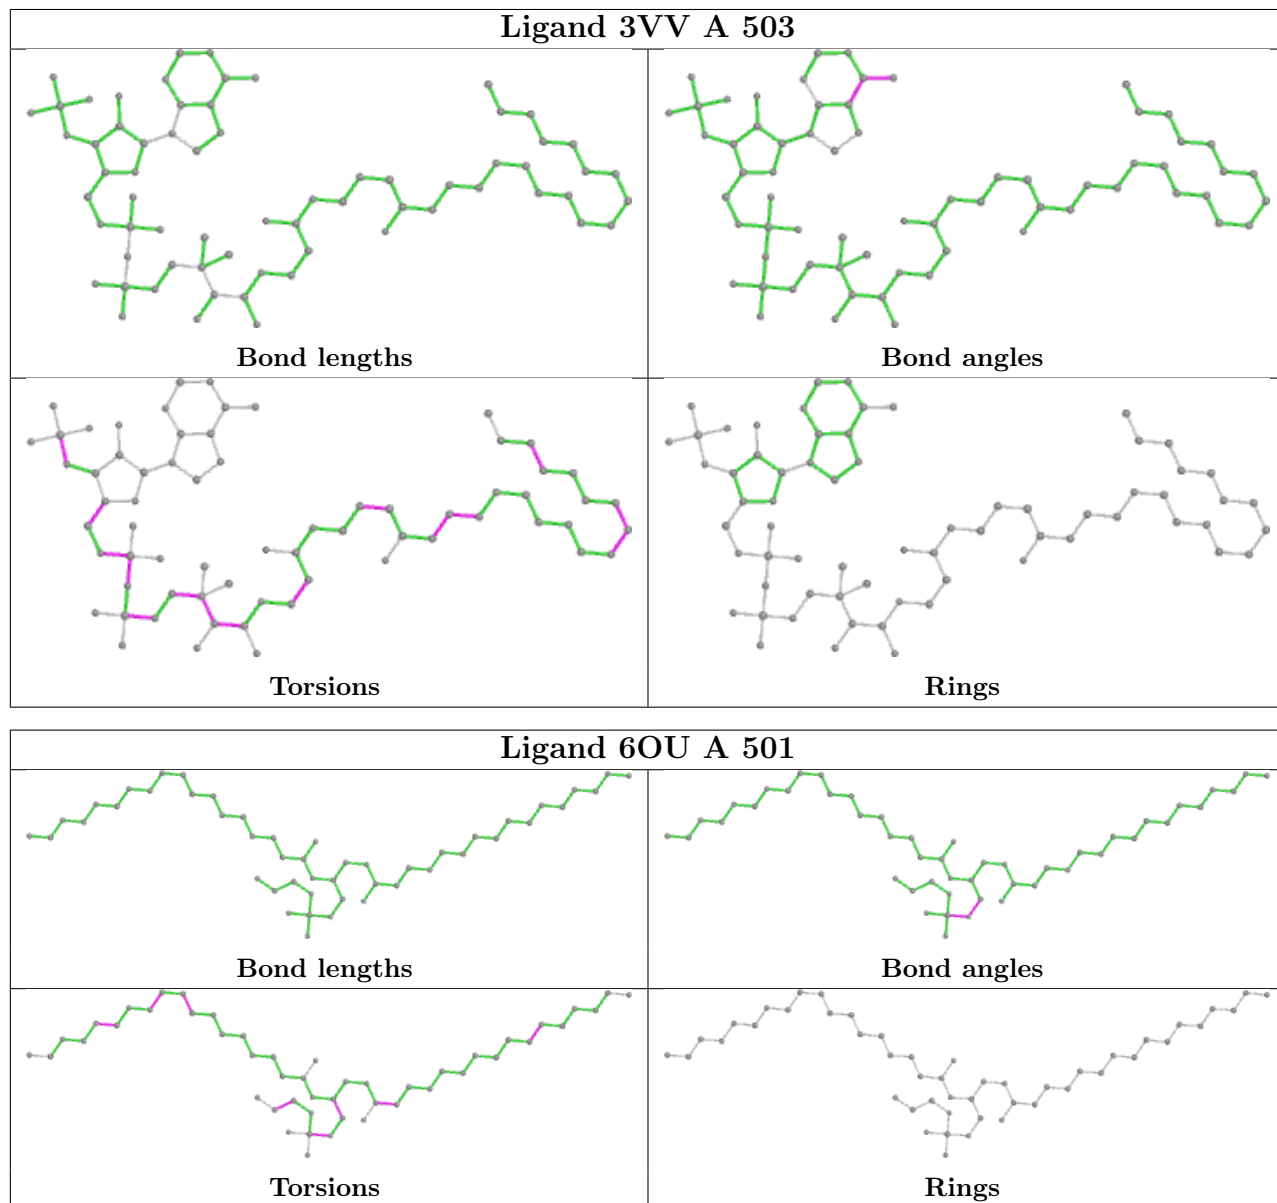 Ligand 3VV A 503
Bond lengths
Bond angles
Torsions
Rings
Ligand 6OU A 501
Bond lengths
Bond angles
Torsions
Rings